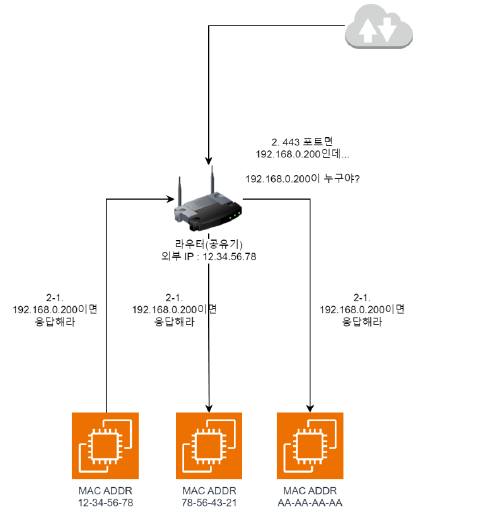 2. 443 포트면
192.168.0.200인데...
192.168.0.200이 누구야?
라우터(공유기)
외부 IP : 12.34.56.78
2-1.
192.168.0.200이면
응답해라
2-1.
192.168.0.200이면
응답해라
2-1.
192.168.0.200이면
응답해라
MAC ADDR
12-34-56-78
MAC ADDR
78-56-43-21
MAC ADDR
AA-AA-AA-AA